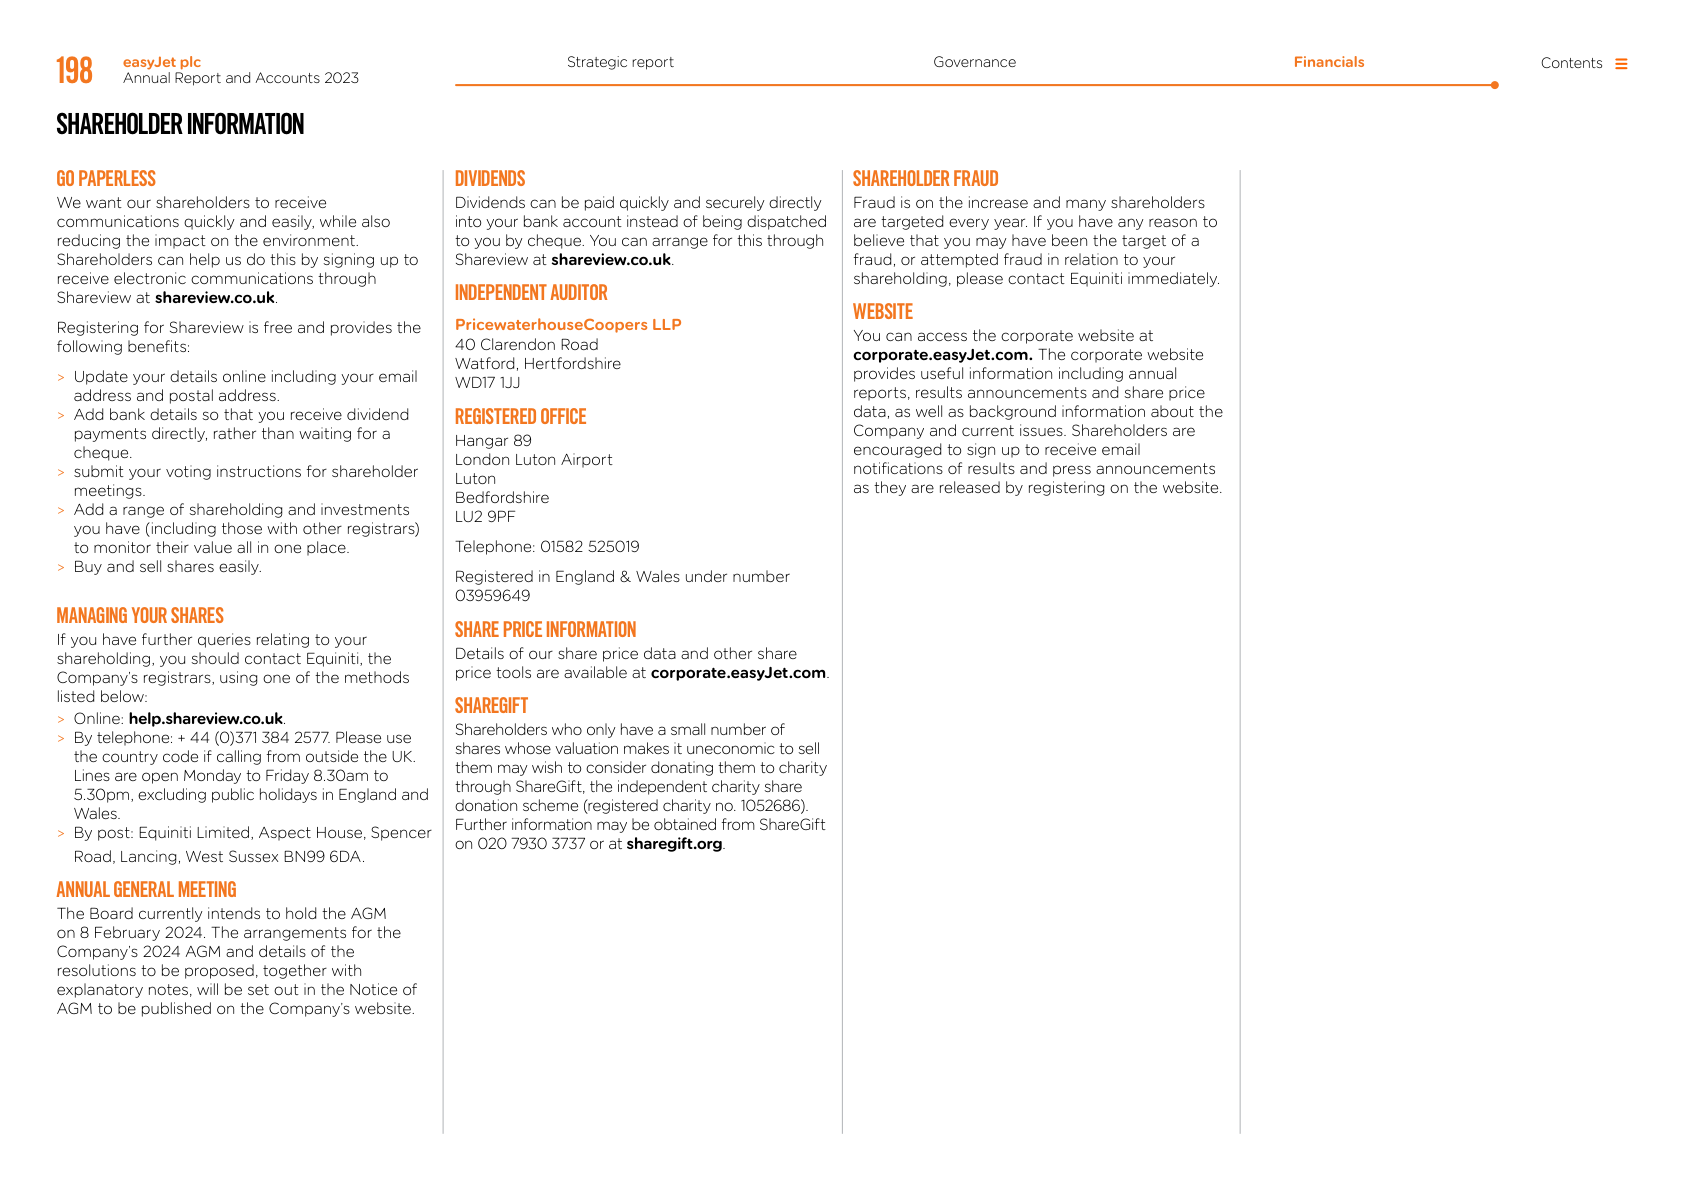 198
easyJet plc
Annual Report and Accounts 2023
Strategic report
Governance
Financials
Contents
SHAREHOLDER INFORMATION
GO PAPERLESS
We want our shareholders to receive
communications quickly and easily, while also
reducing the impact on the environment.
Shareholders can help us do this by signing up to
receive electronic communications through
Shareview at shareview.co.uk.
Registering for Shareview is free and provides the
following benefits:
> Update your details online including your email
address and postal address.
> Add bank details so that you receive dividend
payments directly, rather than waiting for a
cheque.
> submit your voting instructions for shareholder
meetings.
> Add a range of shareholding and investments
you have (including those with other registrars)
to monitor their value all in one place.
> Buy and sell shares easily.
MANAGING YOUR SHARES
If you have further queries relating to your
shareholding, you should contact Equiniti, the
Company's registrars, using one of the methods
listed below:
> Online: help.shareview.co.uk.
> By telephone: + 44 (0)371 384 2577. Please use
the country code if calling from outside the UK.
Lines are open Monday to Friday 8.30am to
5.30pm, excluding public holidays in England and
Wales.
> By post: Equiniti Limited, Aspect House, Spencer
Road, Lancing, West Sussex BN99 6DA.
ANNUAL GENERAL MEETING
The Board currently intends to hold the AGM
on 8 February 2024. The arrangements for the
Company's 2024 AGM and details of the
resolutions to be proposed, together with
explanatory notes, will be set out in the Notice of
AGM to be published on the Company's website.
DIVIDENDS
Dividends can be paid quickly and securely directly
into your bank account instead of being dispatched
to you by cheque. You can arrange for this through
Shareview at shareview.co.uk.
INDEPENDENT AUDITOR
PricewaterhouseCoopers LLP
40 Clarendon Road
Watford, Hertfordshire
WD17 1JJ
REGISTERED OFFICE
Hangar 89
London Luton Airport
Luton
Bedfordshire
LU2 9PF
Telephone: 01582 525019
Registered in England & Wales under number
03959649
SHARE PRICE INFORMATION
Details of our share price data and other share
price tools are available at corporate.easyJet.com.
SHAREGIFT
Shareholders who only have a small number of
shares whose valuation makes it uneconomic to sell
them may wish to consider donating them to charity
through ShareGift, the independent charity share
donation scheme (registered charity no. 1052686).
Further information may be obtained from ShareGift
on 020 7930 3737 or at sharegift.org.
SHAREHOLDER FRAUD
Fraud is on the increase and many shareholders
are targeted every year. If you have any reason to
believe that you may have been the target of a
fraud, or attempted fraud in relation to your
shareholding, please contact Equiniti immediately.
WEBSITE
You can access the corporate website at
corporate.easyJet.com. The corporate website
provides useful information including annual
reports, results announcements and share price
data, as well as background information about the
Company and current issues. Shareholders are
encouraged to sign up to receive email
notifications of results and press announcements
as they are released by registering on the website.